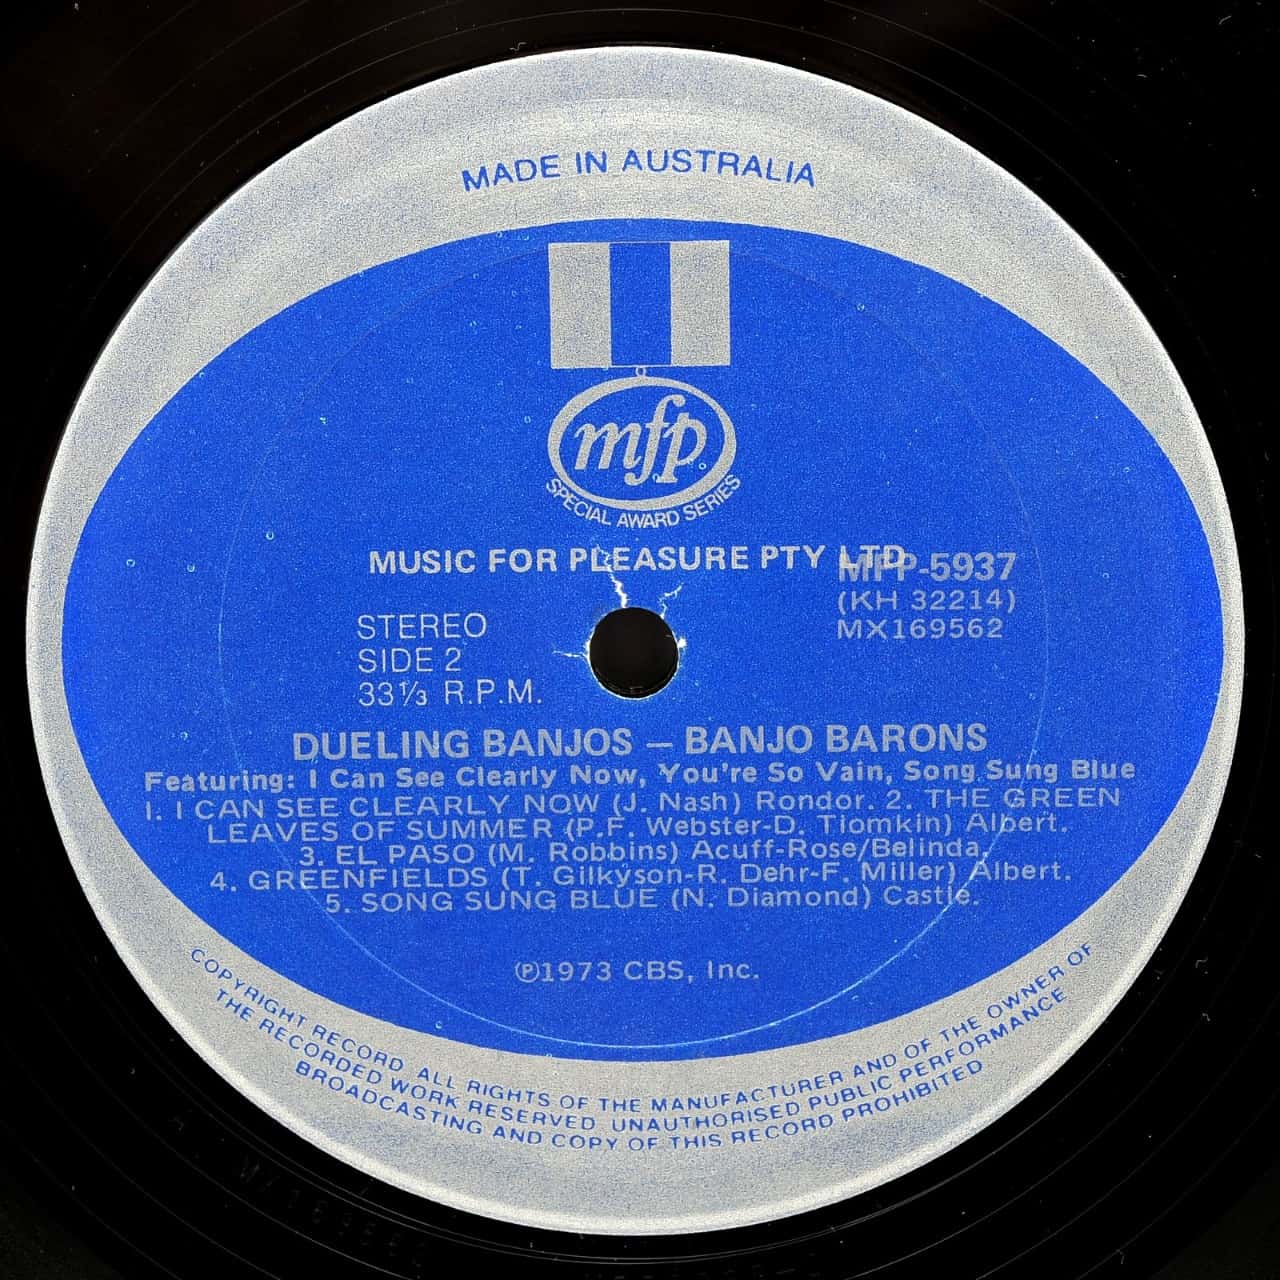 MADE IN AUSTRALIA
mfp
SPECIAL AWARD SERIES
MUSIC FOR PLEASURE PTY LTD
MFP-5937
(KH 32214)
MX169562
STEREO
SIDE 2
33⅓ R.P.M.
DUELING BANJOS – BANJO BARONS
Featuring: I Can See Clearly Now, You're So Vain, Song Sung Blue
1. I CAN SEE CLEARLY NOW (J. Nash) Rondor. 2. THE GREEN
LEAVES OF SUMMER (P.F. Webster-D. Tiomkin) Albert.
3. EL PASO (M. Robbins) Acuff-Rose/Belinda.
4. GREENFIELDS (T. Gilkyson-R. Dehr-F. Miller) Albert.
5. SONG SUNG BLUE (N. Diamond) Castle.
℗1973 CBS, Inc.
COPYRIGHT RECORD ALL RIGHTS OF THE MANUFACTURER AND OF THE OWNER OF
THE RECORDED WORK RESERVED UNAUTHORISED PUBLIC PERFORMANCE
BROADCASTING AND COPY OF THIS RECORD PROHIBITED